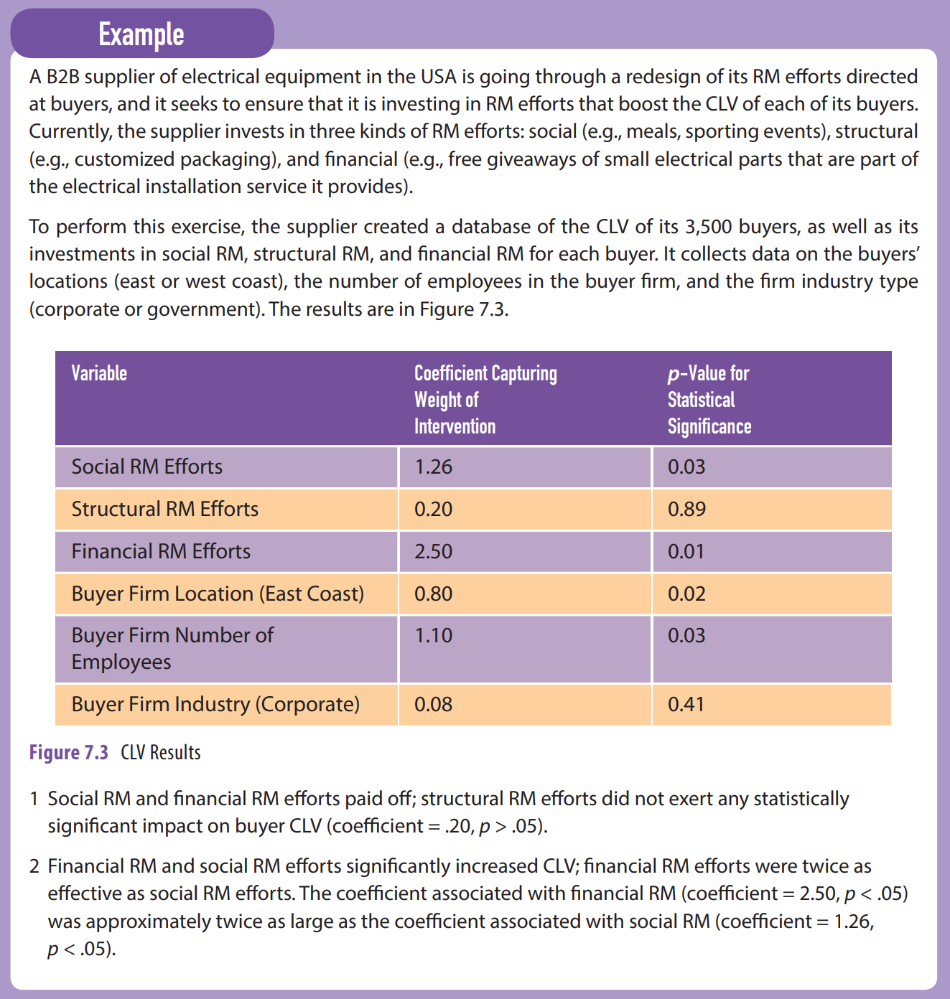 Example
A B2B supplier of electrical equipment in the USA is going through a redesign of its RM efforts directed
at buyers, and it seeks to ensure that it is investing in RM efforts that boost the CLV of each of its buyers.
Currently, the supplier invests in three kinds of RM efforts: social (e.g., meals, sporting events), structural
(e.g., customized packaging), and financial (e.g., free giveaways of small electrical parts that are part of
the electrical installation service it provides).
To perform this exercise, the supplier created a database of the CLV of its 3,500 buyers, as well as its
investments in social RM, structural RM, and financial RM for each buyer. It collects data on the buyers’
locations (east or west coast), the number of employees in the buyer firm, and the firm industry type
(corporate or government). The results are in Figure 7.3.
Variable Coefficient Capturing p-Value for
Weight of Statistical
Intervention Significance
Social RM Efforts 1.26 0.03
Structural RM Efforts 0.20 0.89
Financial RM Efforts 2.50 0.01
Buyer Firm Location (East Coast) 0.80 0.02
Buyer Firm Number of 1.10 0.03
Employees
Buyer Firm Industry (Corporate) 0.08 0.41
Figure 7.3 CLV Results
1 Social RM and financial RM efforts paid off; structural RM efforts did not exert any statistically
significant impact on buyer CLV (coefficient = .20, p > .05).
2 Financial RM and social RM efforts significantly increased CLV; financial RM efforts were twice as
effective as social RM efforts. The coefficient associated with financial RM (coefficient = 2.50, p < .05)
was approximately twice as large as the coefficient associated with social RM (coefficient = 1.26,
p < .05).